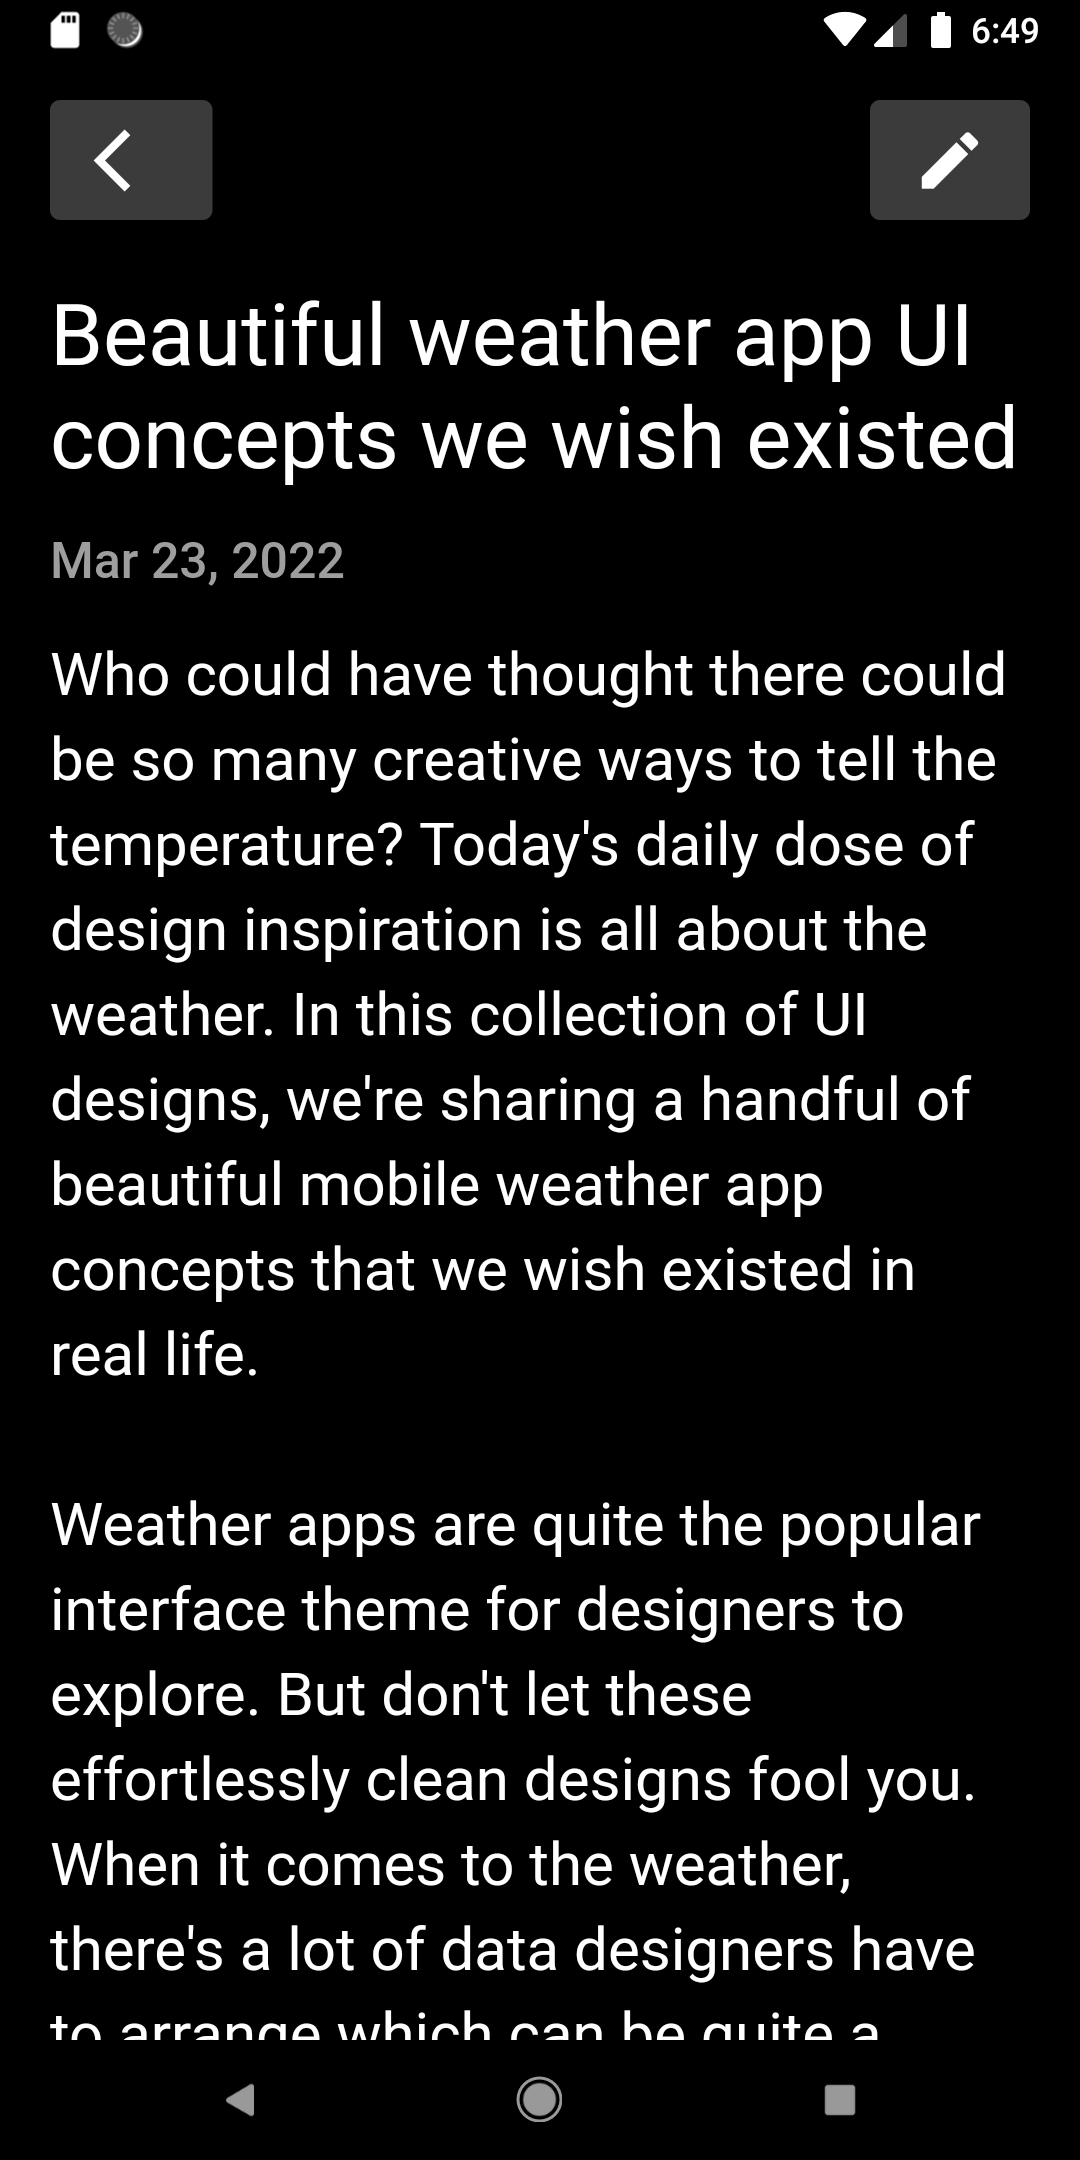 6:49
Beautiful weather app UI
concepts we wish existed
Mar 23, 2022
Who could have thought there could
be so many creative ways to tell the
temperature? Today's daily dose of
design inspiration is all about the
weather. In this collection of UI
designs, we're sharing a handful of
beautiful mobile weather app
concepts that we wish existed in
real life.
Weather apps are quite the popular
interface theme for designers to
explore. But don't let these
effortlessly clean designs fool you.
When it comes to the weather,
there's a lot of data designers have
to arrange which can be quite a